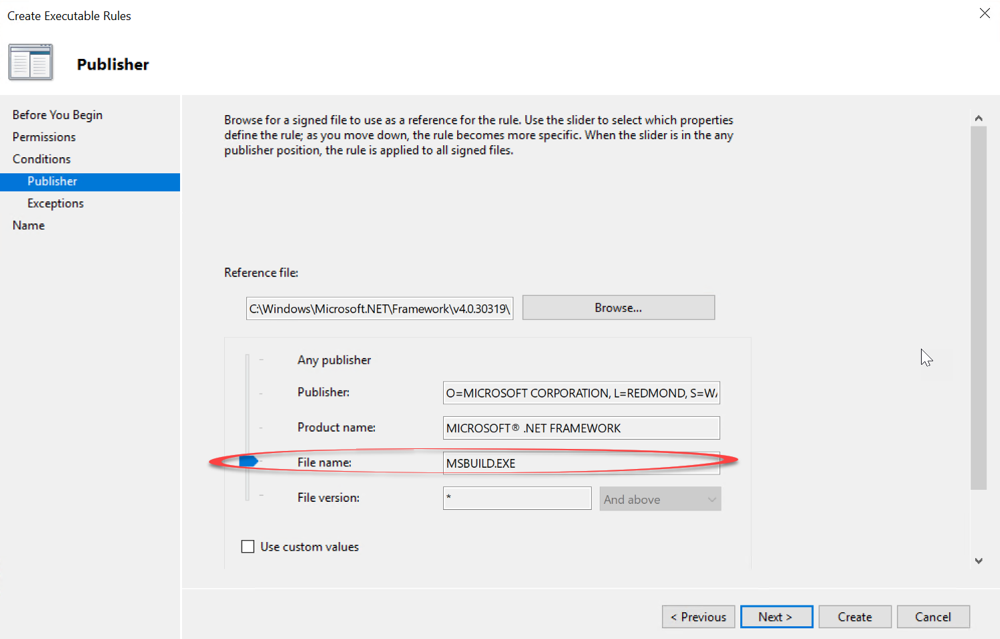 Create Executable Rules
Publisher
Before You Begin
Permissions
Conditions
Publisher
Exceptions
Name
Browse for a signed file to use as a reference for the rule. Use the slider to select which properties
define the rule; as you move down, the rule becomes more specific. When the slider is in the any
publisher position, the rule is applied to all signed files.
Reference file:
C:\Windows\Microsoft.NET\Framework\v4.0.30319\ Browse...
Any publisher
Publisher: O=MICROSOFT CORPORATION, L=REDMOND, S=WA
Product name: MICROSOFT® .NET FRAMEWORK
File name: MSBUILD.EXE
File version: * And above
Use custom values
< Previous Next > Create Cancel